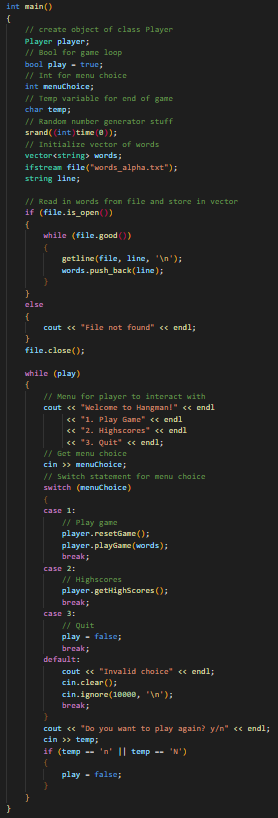 int main()
{
    // create object of class Player
    Player player;
    // Bool for game loop
    bool play = true;
    // Int for menu choice
    int menuChoice;
    // Temp variable for end of game
    char temp;
    // Random number generator stuff
    srand((int)time(0));
    // Initialize vector of words
    vector<string> words;
    ifstream file("words_alpha.txt");
    string line;

    // Read in words from file and store in vector
    if (file.is_open())
    {
        while (file.good())
        {
            getline(file, line, '\n');
            words.push_back(line);
        }
    }
    else
    {
        cout << "File not found" << endl;
    }
    file.close();

    while (play)
    {
        // Menu for player to interact with
        cout << "Welcome to Hangman!" << endl
             << "1. Play Game" << endl
             << "2. Highscores" << endl
             << "3. Quit" << endl;
        // Get menu choice
        cin >> menuChoice;
        // Switch statement for menu choice
        switch (menuChoice)
        {
        case 1:
            // Play game
            player.resetGame();
            player.playGame(words);
            break;
        case 2:
            // Highscores
            player.getHighScores();
            break;
        case 3:
            // Quit
            play = false;
            break;
        default:
            cout << "Invalid choice" << endl;
            cin.clear();
            cin.ignore(10000, '\n');
            break;
        }
        cout << "Do you want to play again? y/n" << endl;
        cin >> temp;
        if (temp == 'n' || temp == 'N')
        {
            play = false;
        }
    }
}